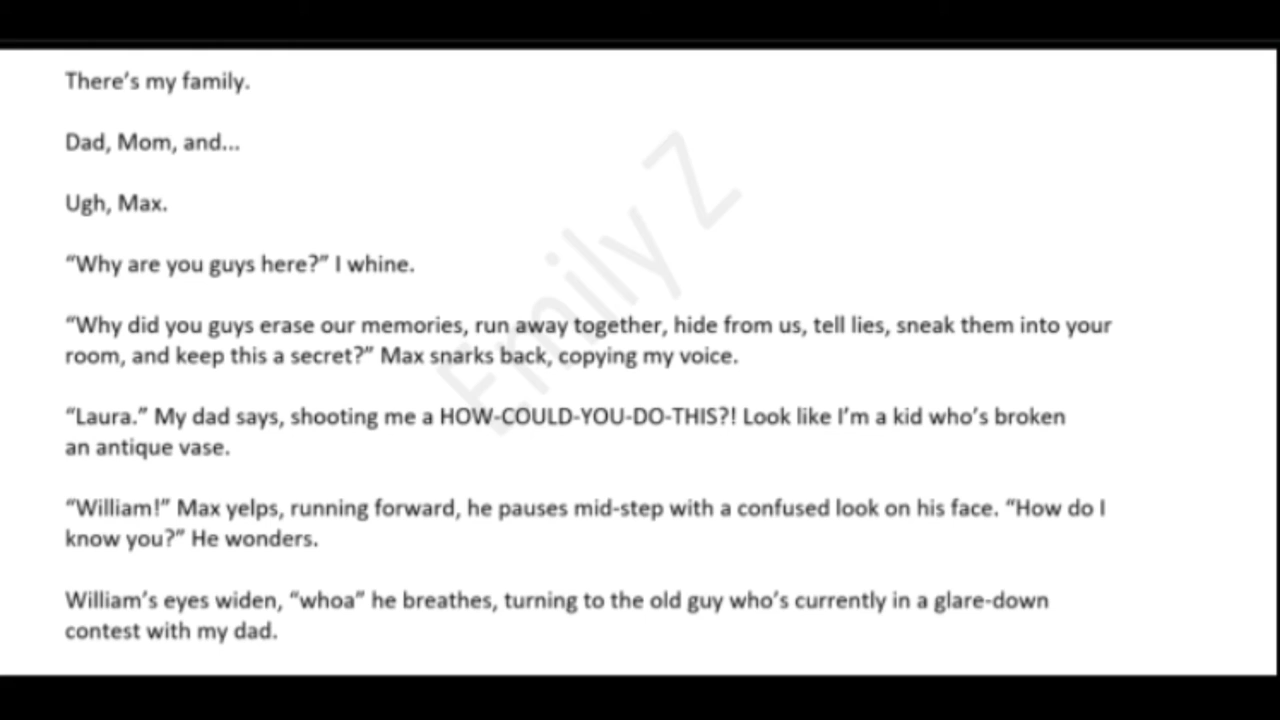 There’s my family.
Dad, Mom, and...
Ugh, Max.
“Why are you guys here?” I whine.
“Why did you guys erase our memories, run away together, hide from us, tell lies, sneak them into your
room, and keep this a secret?” Max snarks back, copying my voice.
“Laura.” My dad says, shooting me a HOW-COULD-YOU-DO-THIS?! Look like I’m a kid who’s broken
an antique vase.
“William!” Max yelps, running forward, he pauses mid-step with a confused look on his face. “How do I
know you?” He wonders.
William’s eyes widen, “whoa” he breathes, turning to the old guy who’s currently in a glare-down
contest with my dad.
Emily Z